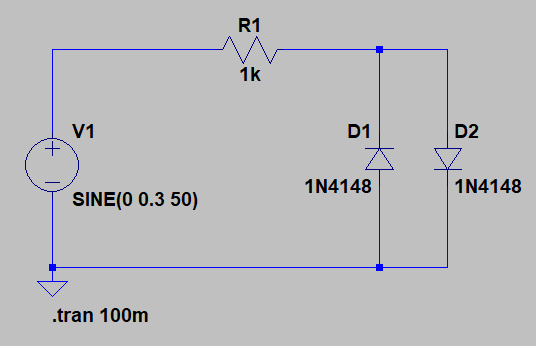 R1
1k
V1
SINE(0 0.3 50)
D1
1N4148
D2
1N4148
.tran 100m